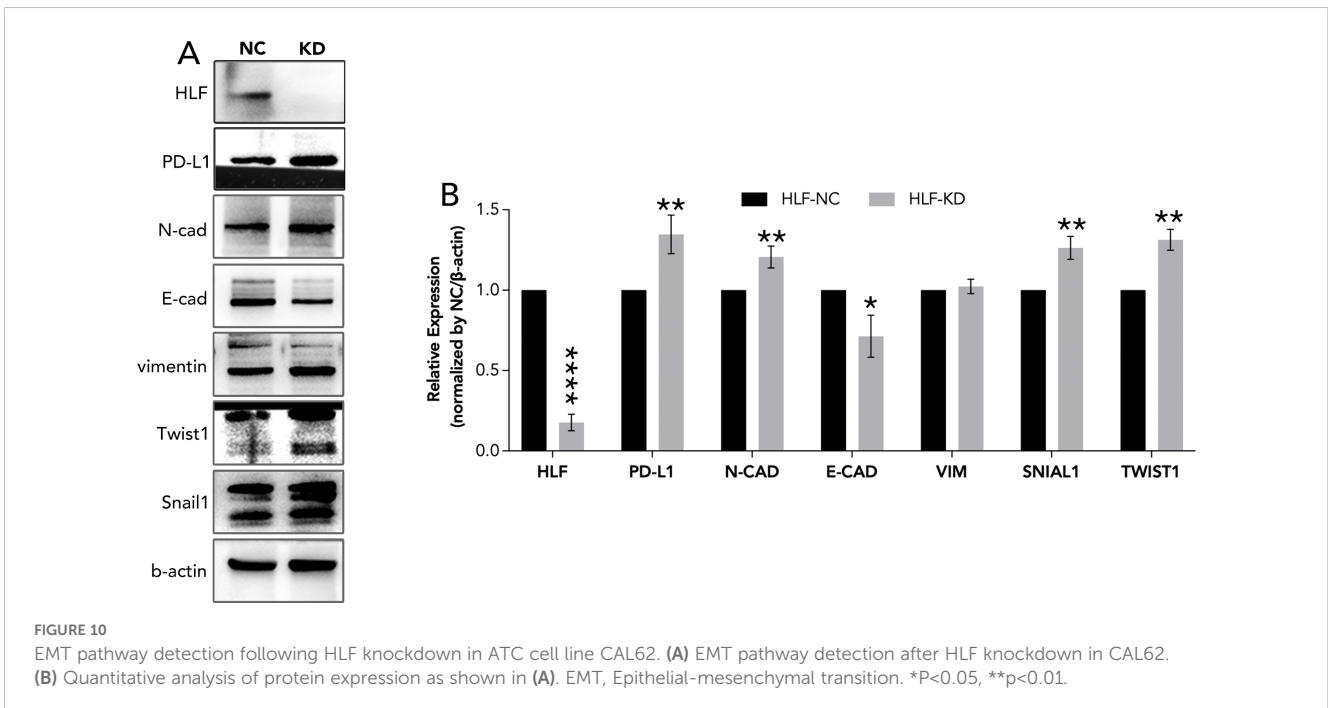 A
NC KD
HLF
PD-L1
N-cad
E-cad
vimentin
Twist1
Snail1
b-actin
B
HLF-NC HLF-KD
Relative Expression
(normalized by NC/β-actin)
1.5
1.0
0.5
0.0
****
**
**
*
**
**
HLF PD-L1 N-CAD E-CAD VIM SNIAL1 TWIST1
FIGURE 10
EMT pathway detection following HLF knockdown in ATC cell line CAL62. (A) EMT pathway detection after HLF knockdown in CAL62.
(B) Quantitative analysis of protein expression as shown in (A). EMT, Epithelial-mesenchymal transition. *P<0.05, **p<0.01.